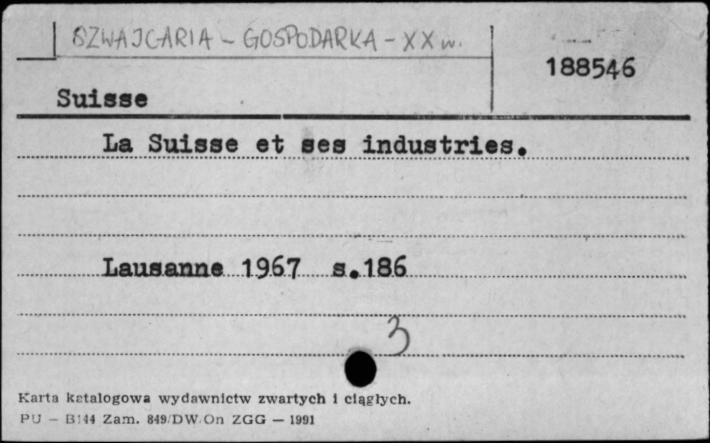 SZWAJCARIA - GOSPODARKA - XX w.
188546
Suisse
La Suisse et ses industries.
Lausanne 1967 s.186
3
Karta katalogowa wydawnictw zwartych i ciągłych.
PU - B144 Zam. 849/DW/On ZGG - 1991